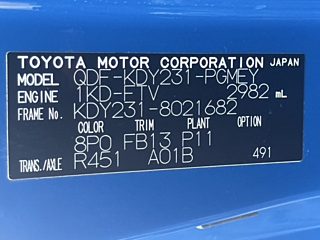 TOYOTA MOTOR CORPORATION JAPAN
MODEL QDF-KDY231-PGMEY
ENGINE 1KD-FTV 2982 mL
FRAME No. KDY231-8021682
COLOR TRIM PLANT OPTION
8P0 FB13 P11
TRANS./AXLE R451 A01B 491